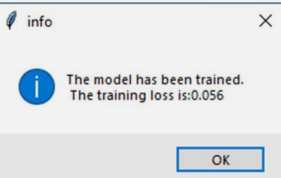 info
The model has been trained.
The training loss is:0.056
OK